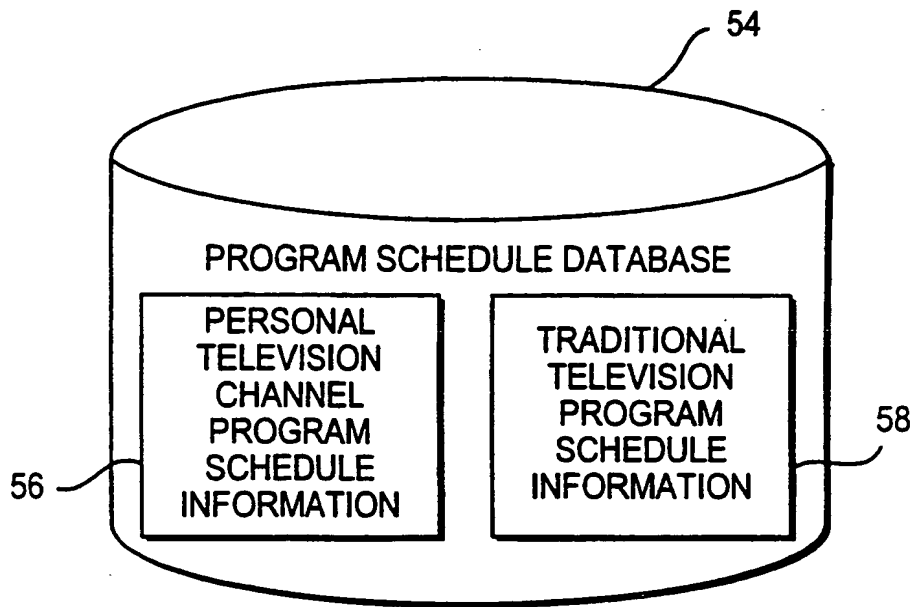 54
PROGRAM SCHEDULE DATABASE
PERSONAL
TELEVISION
CHANNEL
PROGRAM
SCHEDULE
INFORMATION
TRADITIONAL
TELEVISION
PROGRAM
SCHEDULE
INFORMATION
56
58